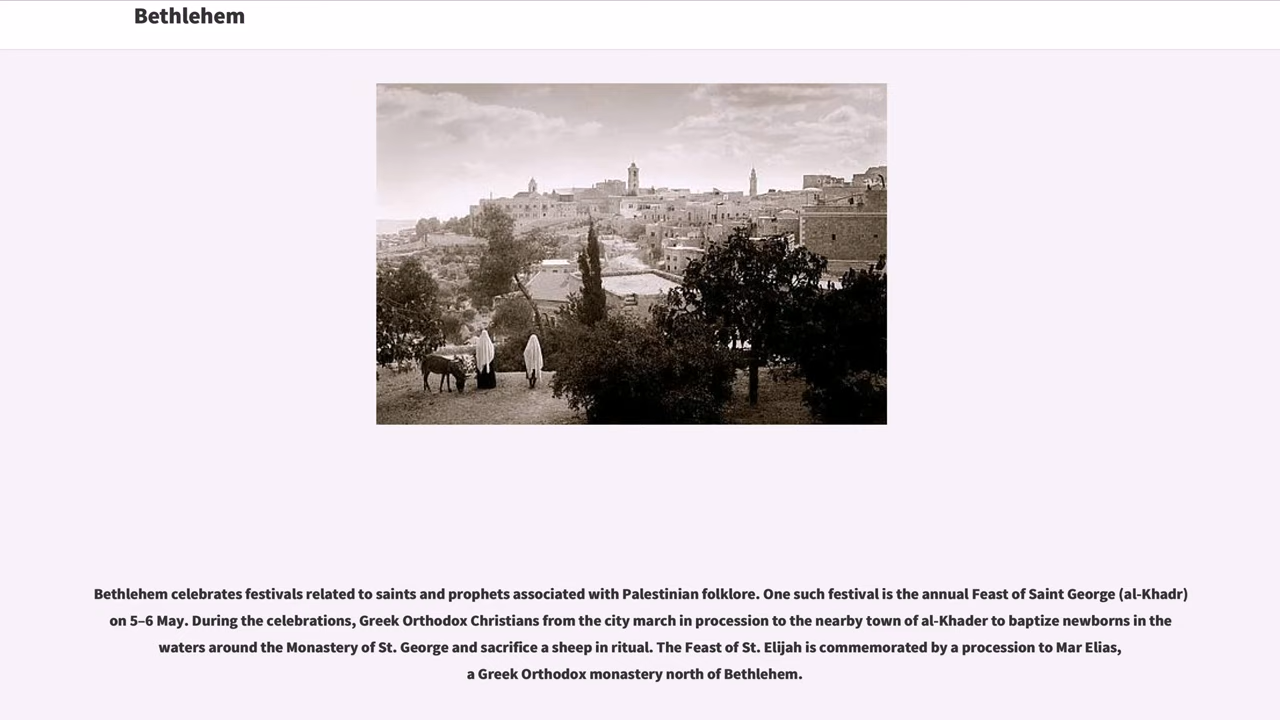 Bethlehem
Bethlehem celebrates festivals related to saints and prophets associated with Palestinian folklore. One such festival is the annual Feast of Saint George (al-Khadr)
on 5–6 May. During the celebrations, Greek Orthodox Christians from the city march in procession to the nearby town of al-Khader to baptize newborns in the
waters around the Monastery of St. George and sacrifice a sheep in ritual. The Feast of St. Elijah is commemorated by a procession to Mar Elias,
a Greek Orthodox monastery north of Bethlehem.